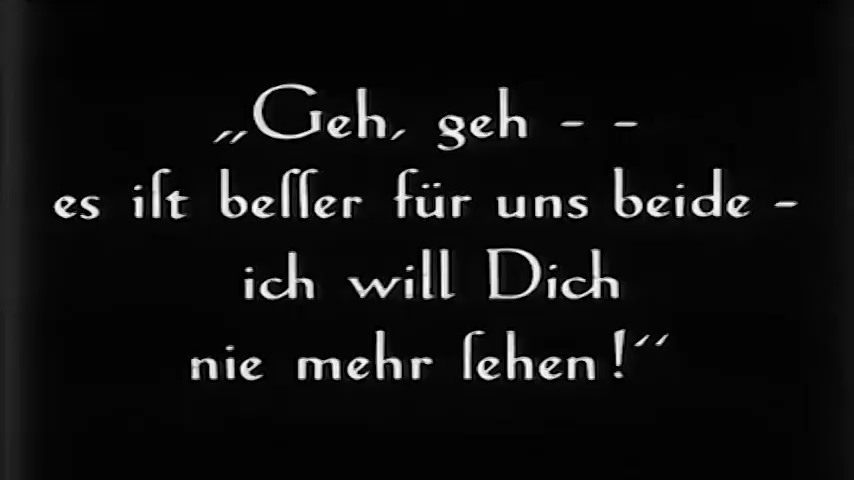 „Geh, geh - -
es iſt beſſer für uns beide -
ich will Dich
nie mehr ſehen!“